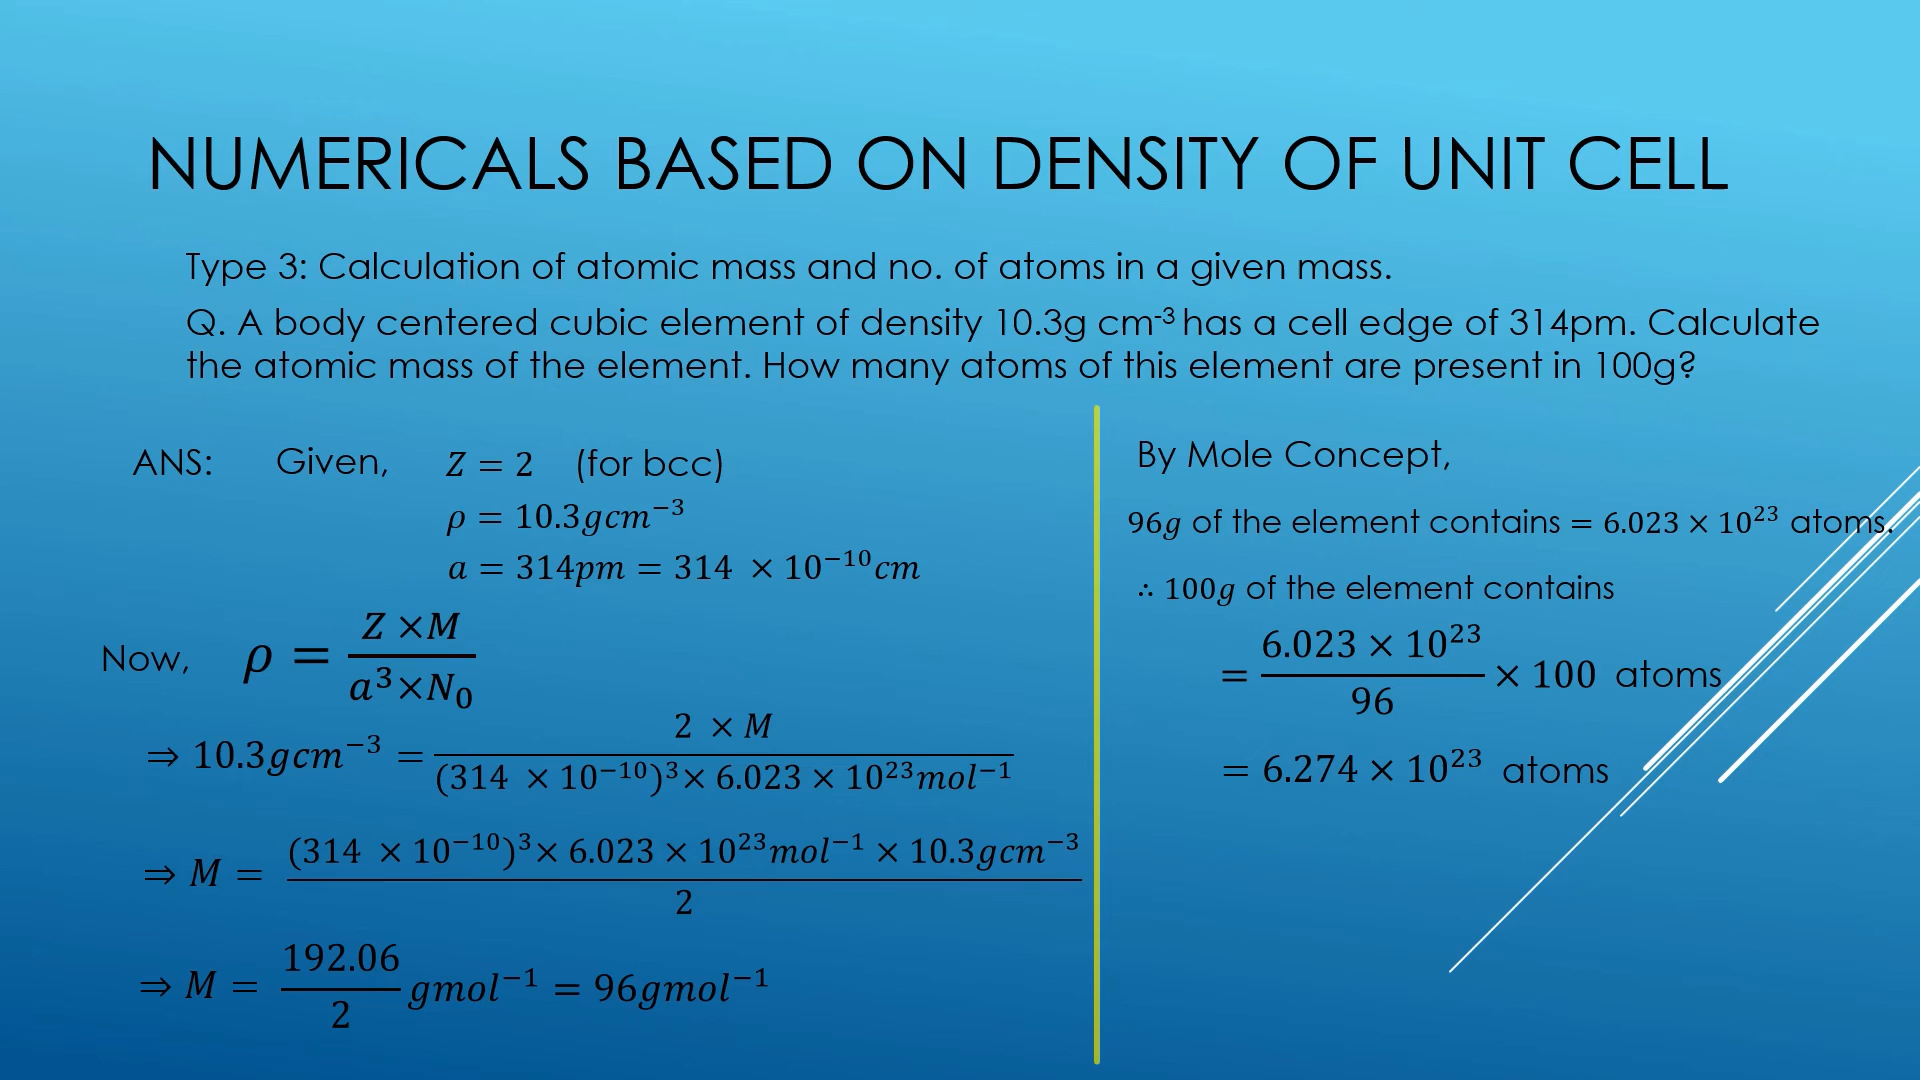 NUMERICALS BASED ON DENSITY OF UNIT CELL
Type 3: Calculation of atomic mass and no. of atoms in a given mass.
Q. A body centered cubic element of density 10.3g cm⁻³ has a cell edge of 314pm. Calculate
the atomic mass of the element. How many atoms of this element are present in 100g?
ANS: Given, Z = 2 (for bcc)
ρ = 10.3gcm⁻³
a = 314pm = 314 × 10⁻¹⁰cm
Now, ρ = (Z ×M)/(a³×N₀)
⇒ 10.3gcm⁻³ = (2 × M)/((314 × 10⁻¹⁰)³× 6.023 × 10²³mol⁻¹)
⇒ M = ((314 × 10⁻¹⁰)³× 6.023 × 10²³mol⁻¹ × 10.3gcm⁻³)/2
⇒ M = 192.06/2 gmol⁻¹ = 96gmol⁻¹
By Mole Concept,
96g of the element contains = 6.023 × 10²³ atoms.
∴ 100g of the element contains
= (6.023 × 10²³)/96 × 100 atoms
= 6.274 × 10²³ atoms